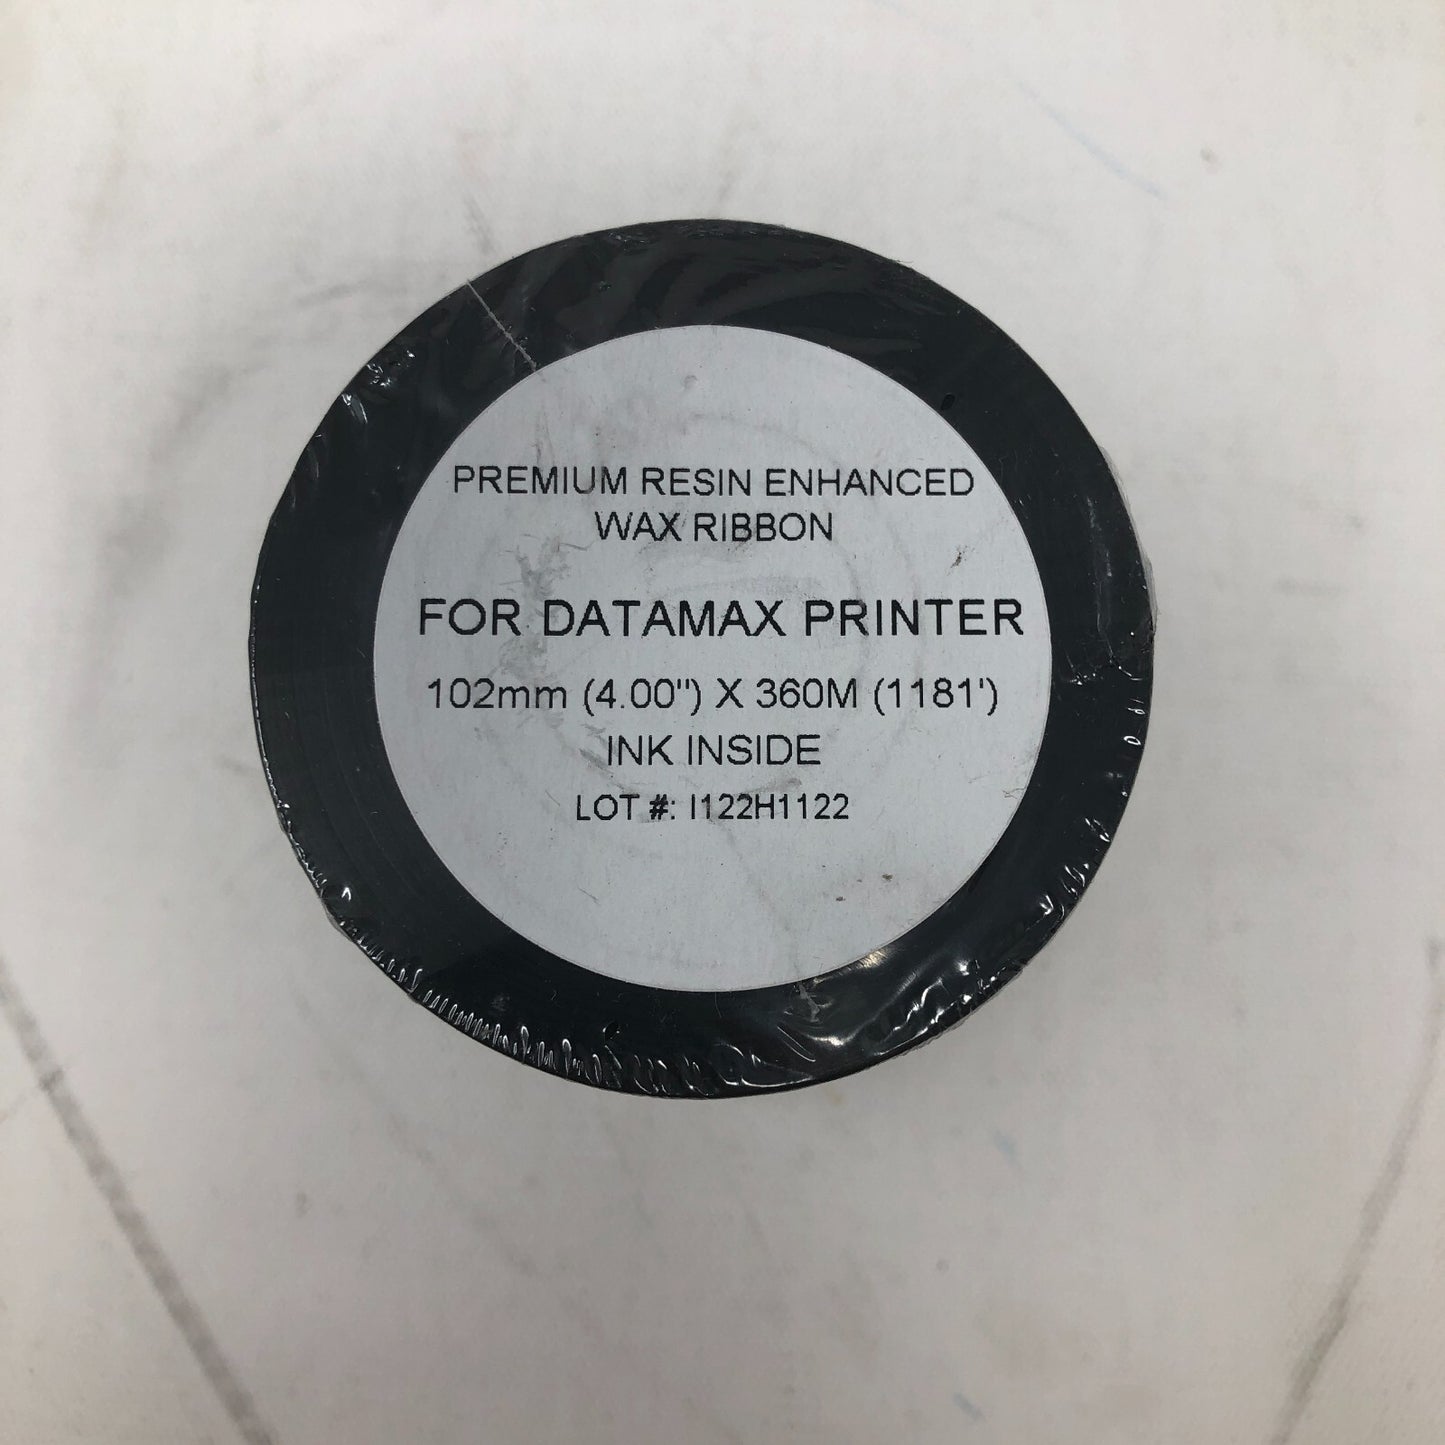 PREMIUM RESIN ENHANCED
WAX RIBBON
FOR DATAMAX PRINTER
102mm (4.00") X 360M (1181')
INK INSIDE
LOT #: I122H1122